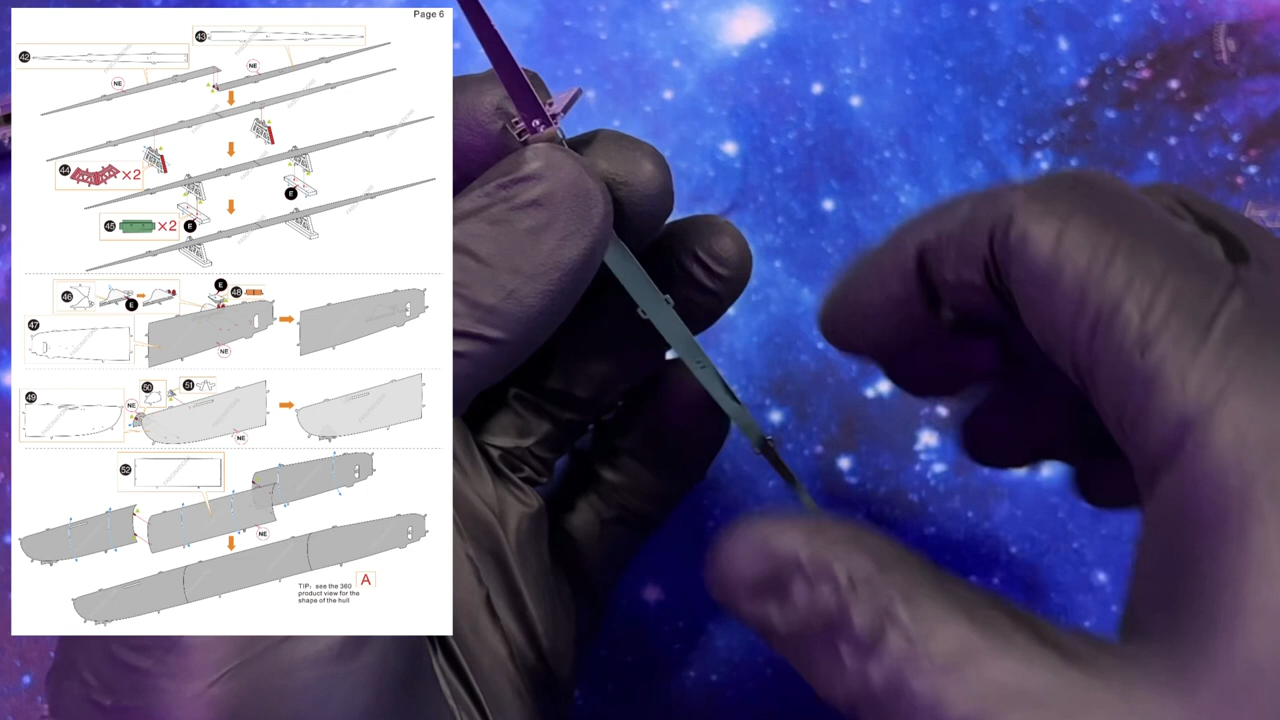 Page 6
43
42
NE
NE
44
×2
E
45
×2
E
E
46
48
E
47
NE
50
51
49
NE
NE
52
NE
TIP: see the 360
product view for the
shape of the hull
A